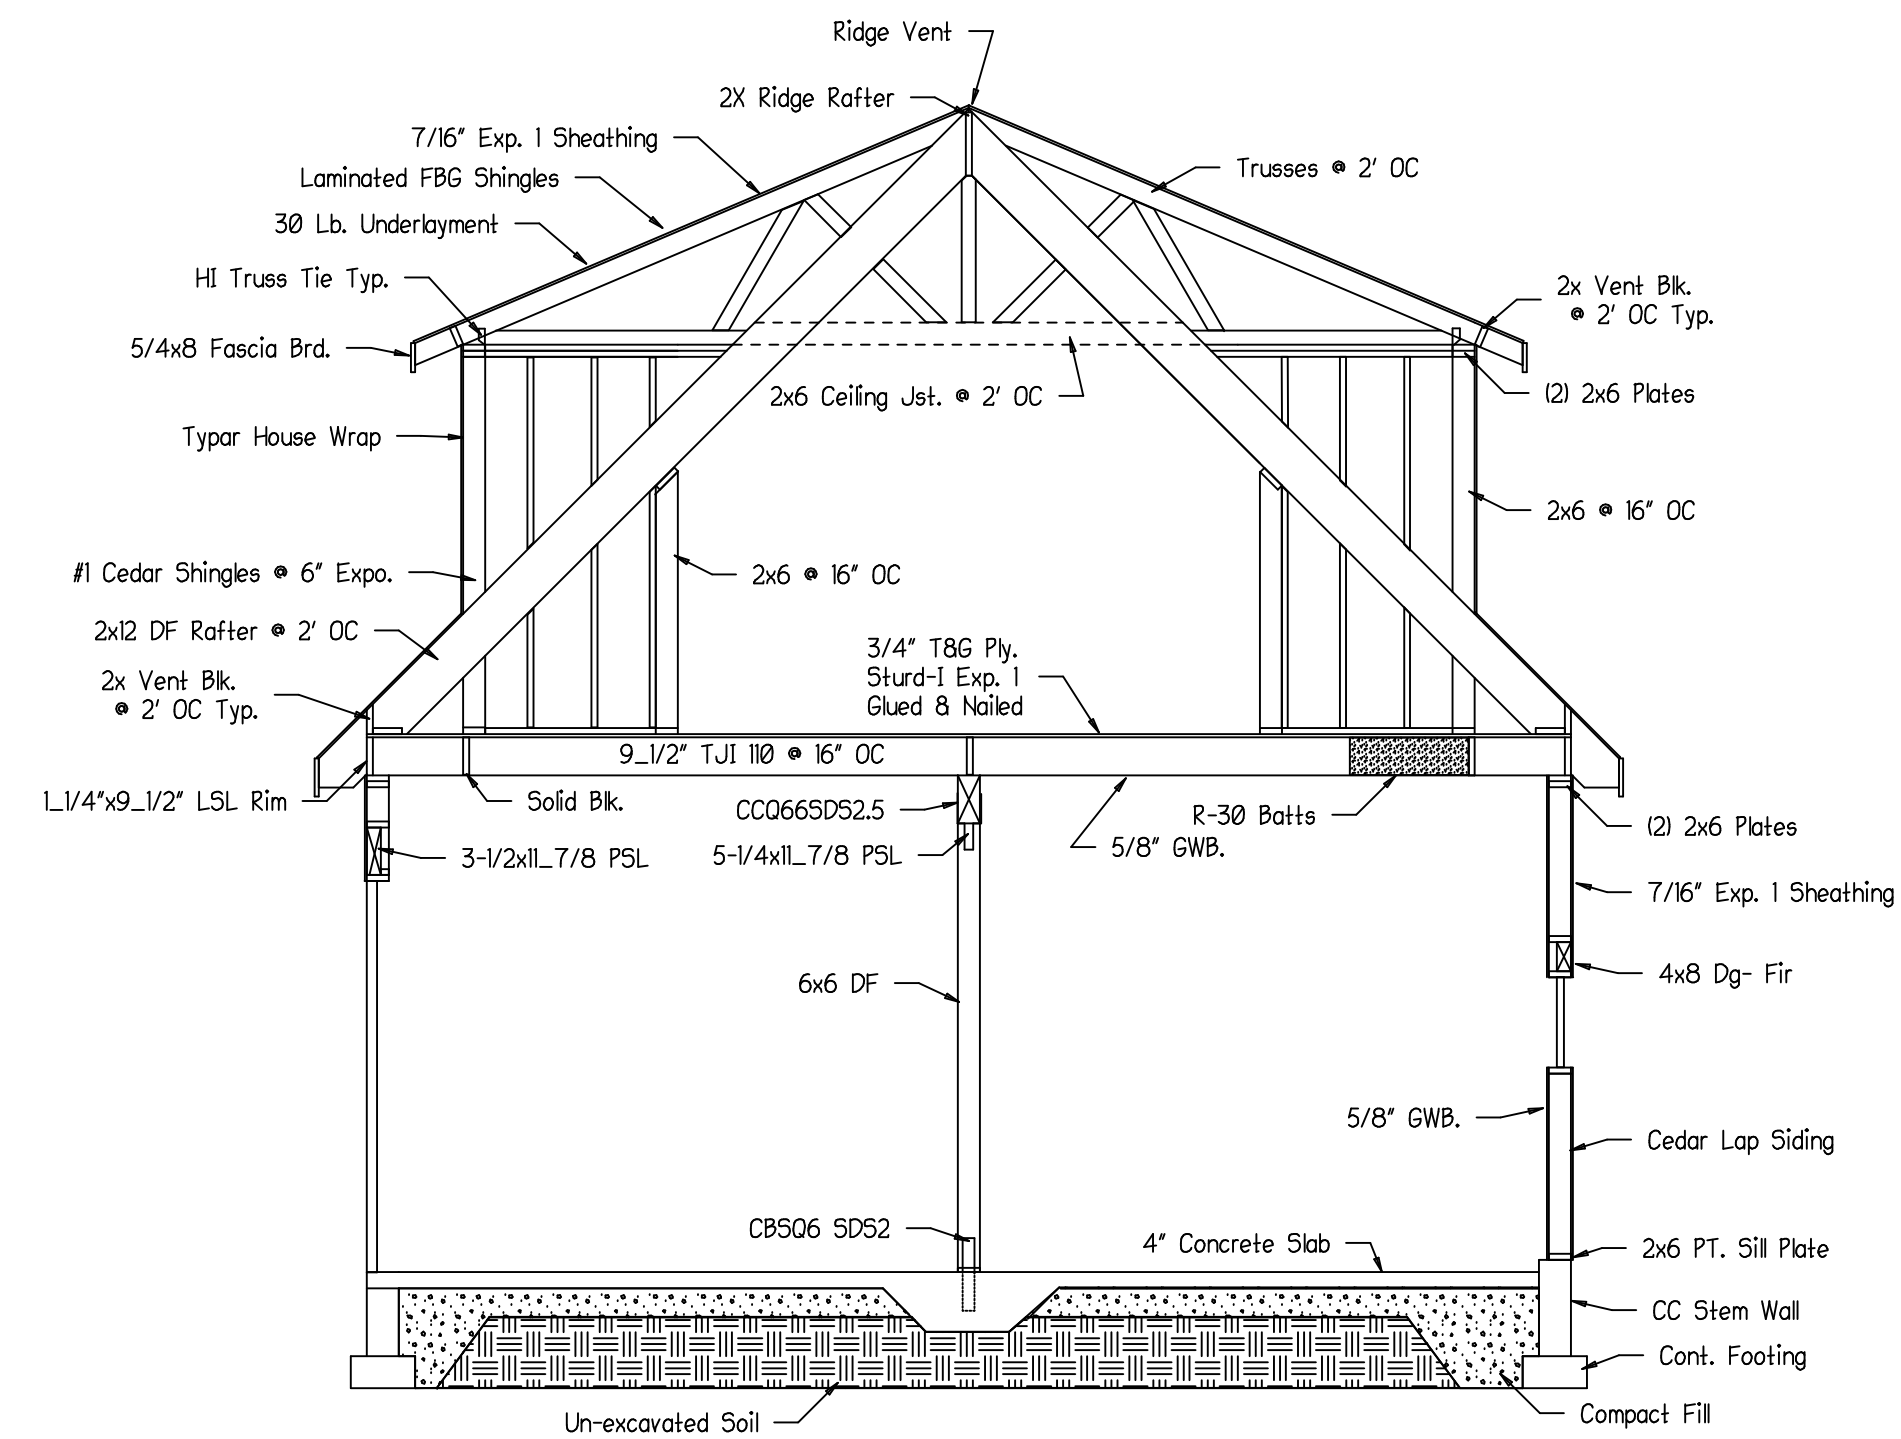 Ridge Vent
2X Ridge Rafter
7/16" Exp. 1 Sheathing
Laminated FBG Shingles
Trusses @ 2' OC
30 Lb. Underlayment
HI Truss Tie Typ.
2x Vent Blk.
@ 2' OC Typ.
5/4x8 Fascia Brd.
2x6 Ceiling Jst. @ 2' OC
(2) 2x6 Plates
Typar House Wrap
2x6 @ 16" OC
#1 Cedar Shingles @ 6" Expo.
2x6 @ 16" OC
2x12 DF Rafter @ 2' OC
3/4" T&G Ply.
Sturd-I Exp. 1
Glued & Nailed
2x Vent Blk.
@ 2' OC Typ.
9_1/2" TJI 110 @ 16" OC
1_1/4"x9_1/2" LSL Rim
Solid Blk.
CCQ66SDS2.5
R-30 Batts
(2) 2x6 Plates
3-1/2x11_7/8 PSL
5-1/4x11_7/8 PSL
5/8" GWB.
7/16" Exp. 1 Sheathing
6x6 DF
4x8 Dg- Fir
5/8" GWB.
Cedar Lap Siding
CBSQ6 SDS2
4" Concrete Slab
2x6 PT. Sill Plate
CC Stem Wall
Cont. Footing
Un-excavated Soil
Compact Fill